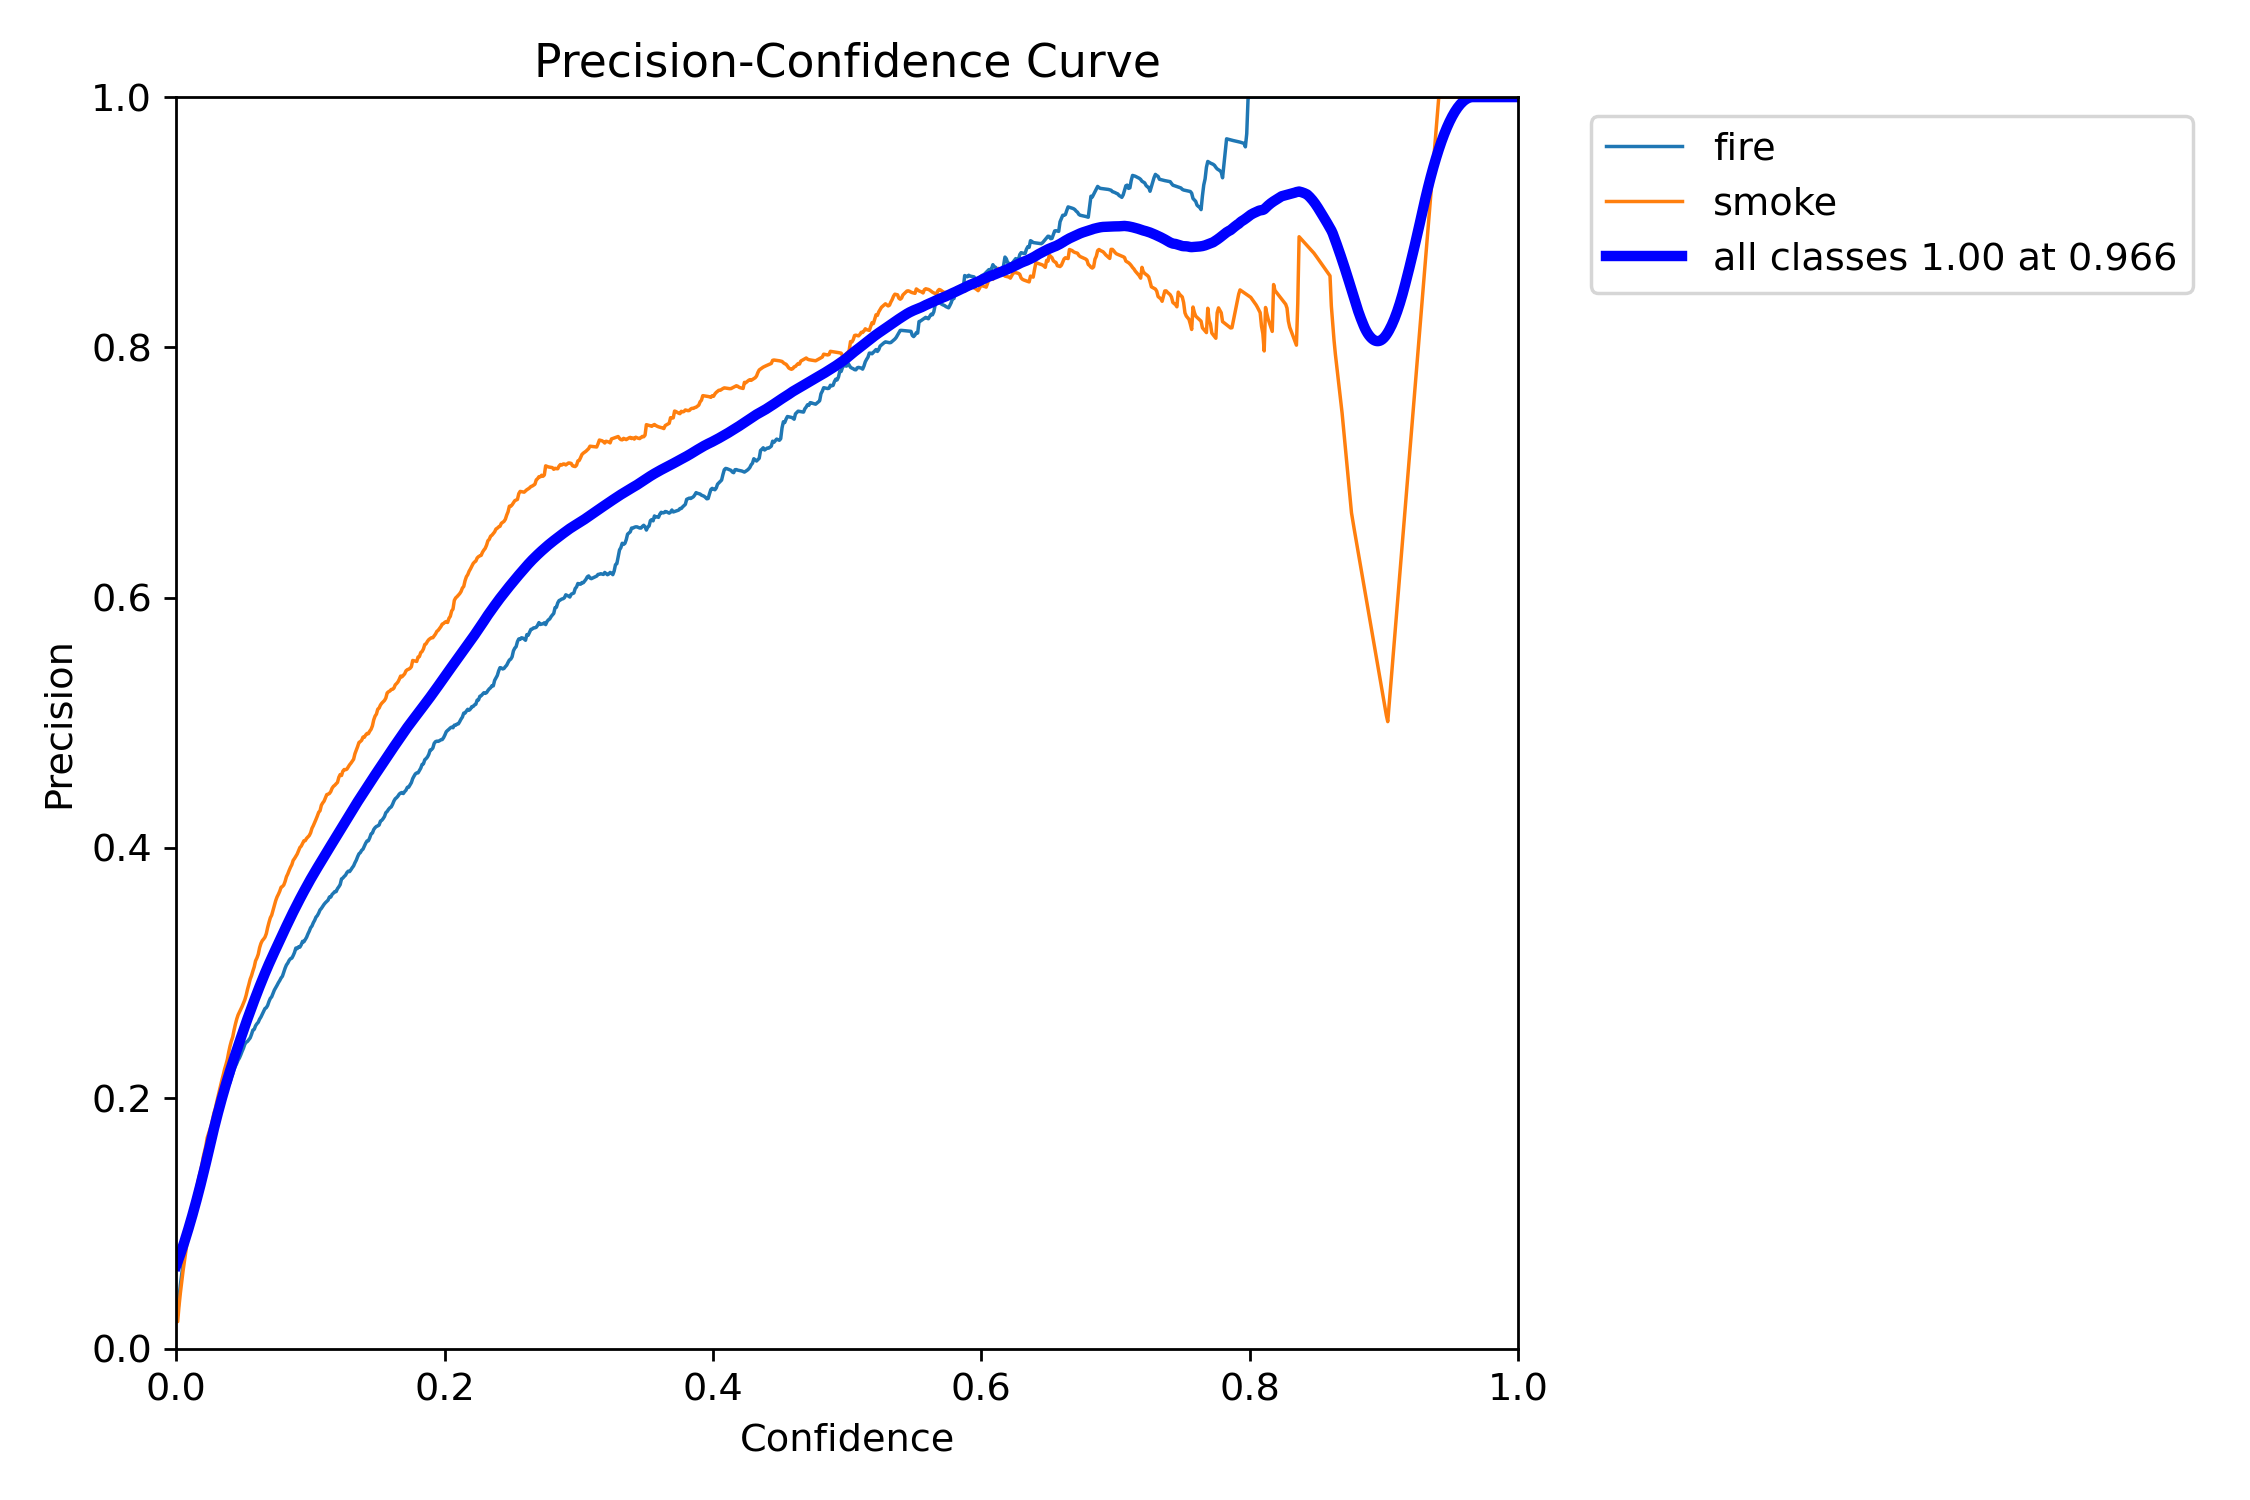 Precision-Confidence Curve
1.0
0.8
0.6
0.4
0.2
0.0
Precision
0.0 0.2 0.4 0.6 0.8 1.0
Confidence
fire
smoke
all classes 1.00 at 0.966